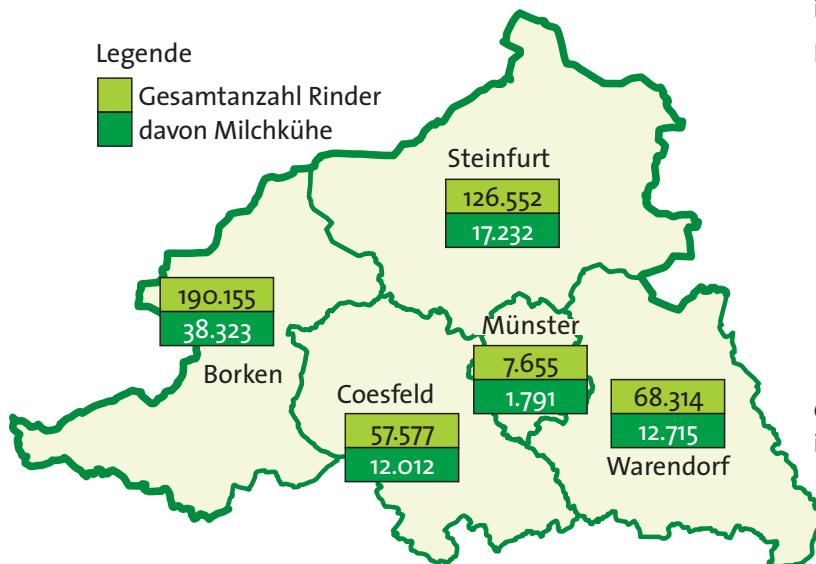 Legende
Gesamtanzahl Rinder
davon Milchkühe
Steinfurt
126.552
17.232
190.155
38.323
Borken
Münster
7.655
1.791
Coesfeld
57.577
12.012
68.314
12.715
Warendorf